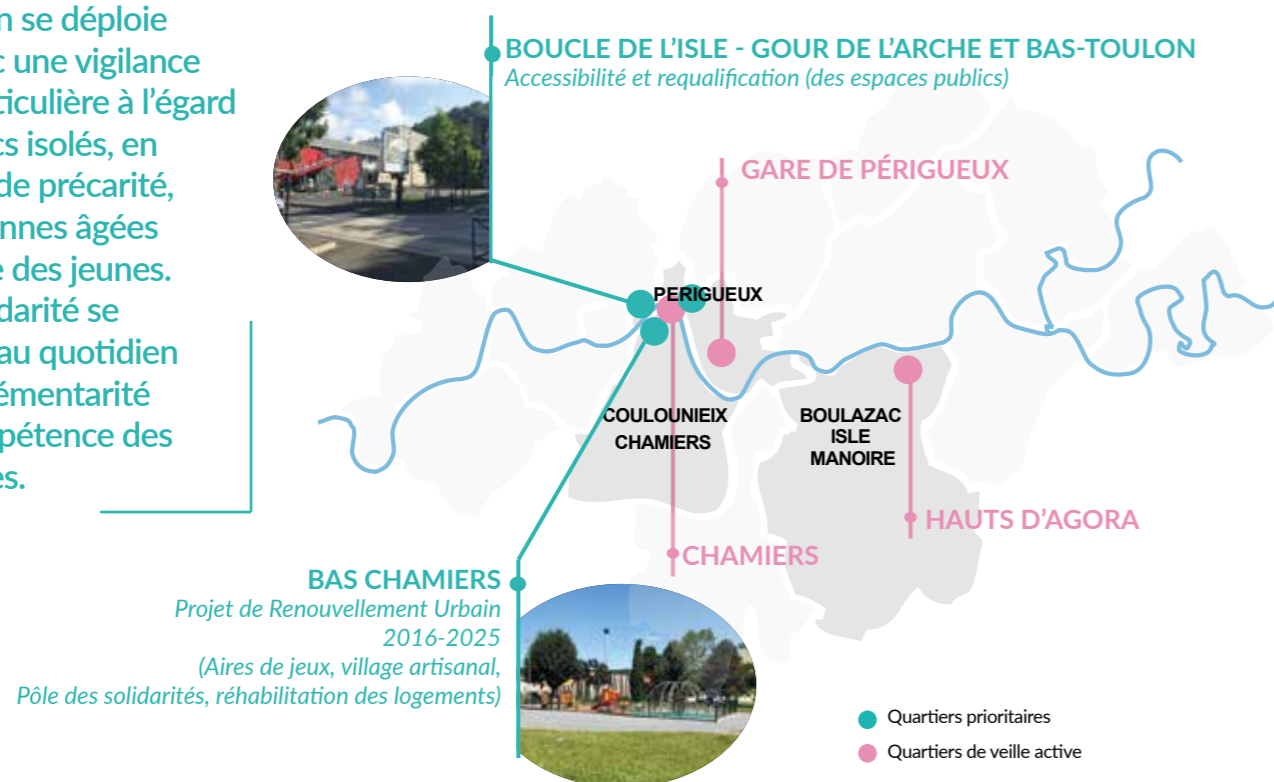 n se déploie
c une vigilance
ticulière à l’égard
cs isolés, en
de précarité,
ennes âgées
e des jeunes.
darité se
au quotidien
émentarité
pétence des
es.
BOUCLE DE L’ISLE - GOUR DE L’ARCHE ET BAS-TOULON
Accessibilité et requalification (des espaces publics)
GARE DE PÉRIGUEUX
PERIGUEUX
COULOUNIEIX
CHAMIERS
BOULAZAC
ISLE
MANOIRE
HAUTS D’AGORA
CHAMIERS
BAS CHAMIERS
Projet de Renouvellement Urbain
2016-2025
(Aires de jeux, village artisanal,
Pôle des solidarités, réhabilitation des logements)
Quartiers prioritaires
Quartiers de veille active